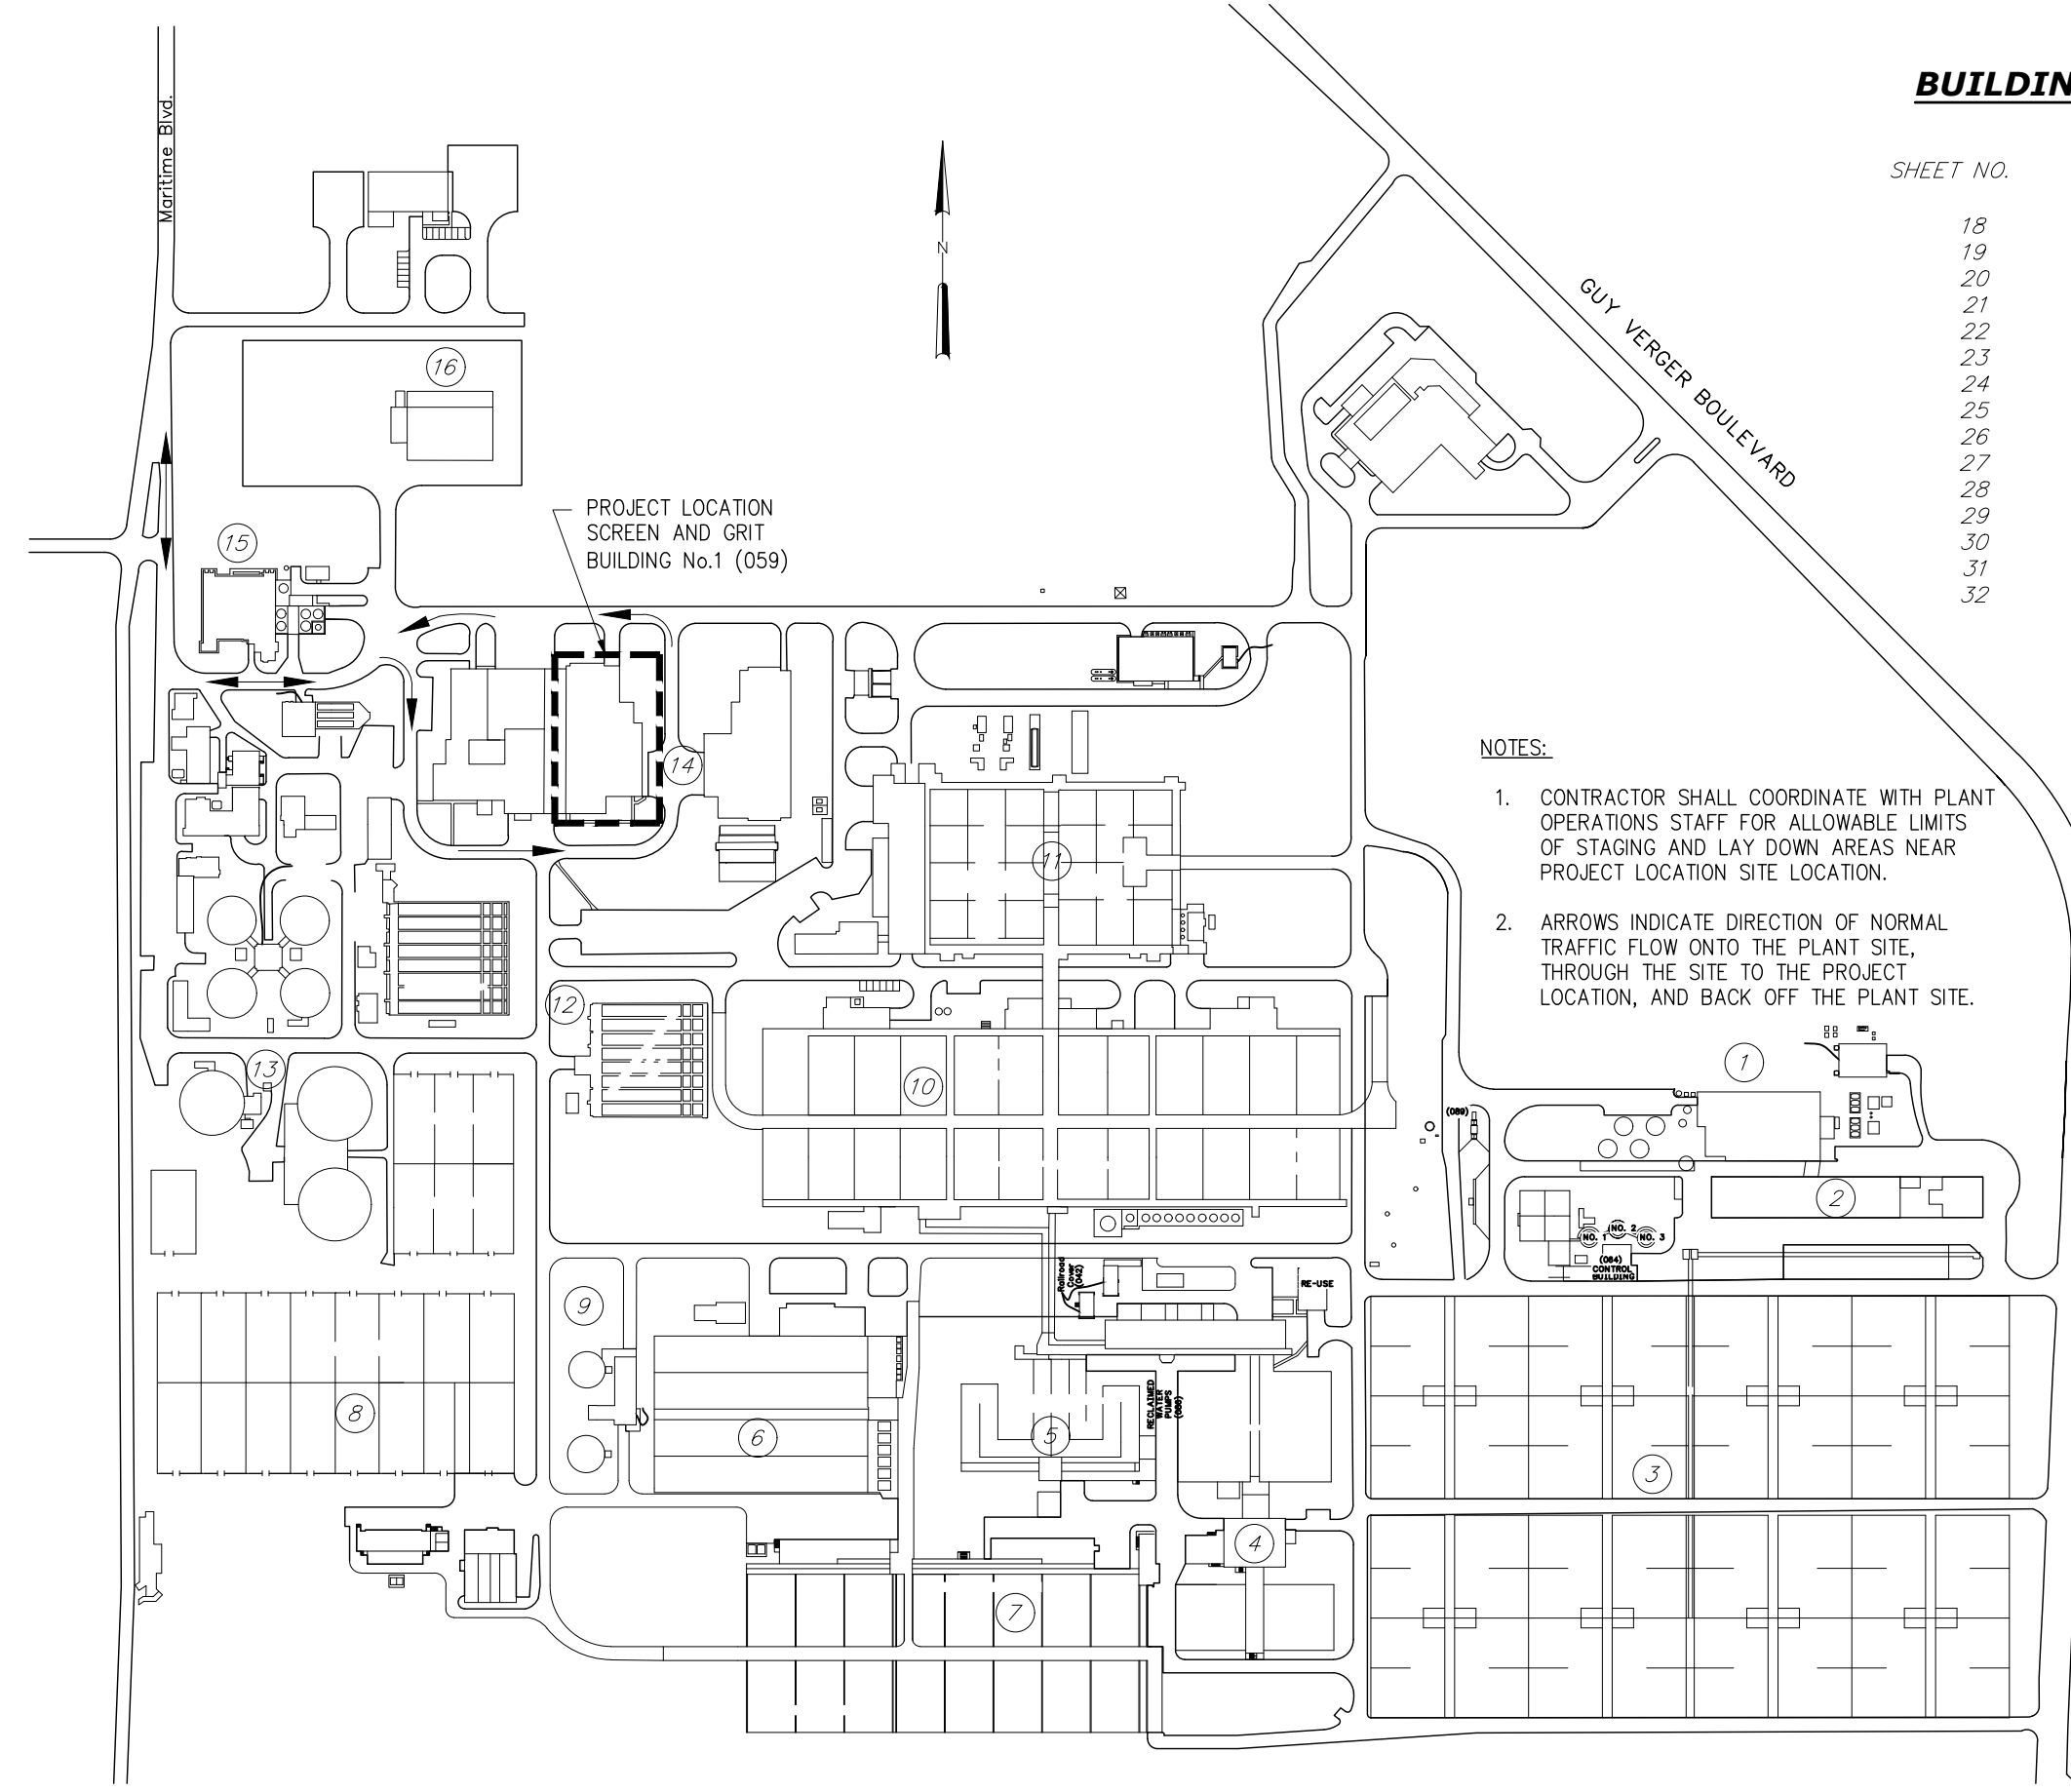 BUILDIN
SHEET NO.
18
19
20
21
22
23
24
25
26
27
28
29
30
31
32
Maritime Blvd.
N
GUY VERGER BOULEVARD
16
15
PROJECT LOCATION
SCREEN AND GRIT
BUILDING No.1 (059)
14
NOTES:
1. CONTRACTOR SHALL COORDINATE WITH PLANT
OPERATIONS STAFF FOR ALLOWABLE LIMITS
OF STAGING AND LAY DOWN AREAS NEAR
PROJECT LOCATION SITE LOCATION.
2. ARROWS INDICATE DIRECTION OF NORMAL
TRAFFIC FLOW ONTO THE PLANT SITE,
THROUGH THE SITE TO THE PROJECT
LOCATION, AND BACK OFF THE PLANT SITE.
11
12
13
10
1
(089)
2
NO. 1
NO. 2
NO. 3
(084)
CONTROL
BUILDING
Railroad
Cover
(042)
RE-USE
9
8
6
5
RECLAIMED
WATER
PUMPS
3
4
7